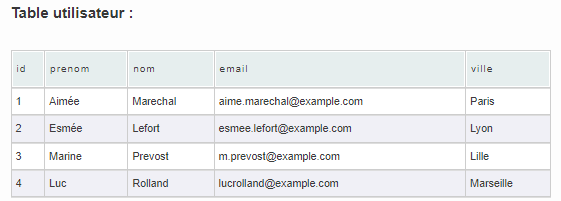 Table utilisateur :
id prenom nom email ville
1 Aimée Marechal aime.marechal@example.com Paris
2 Esmée Lefort esmee.lefort@example.com Lyon
3 Marine Prevost m.prevost@example.com Lille
4 Luc Rolland lucrolland@example.com Marseille